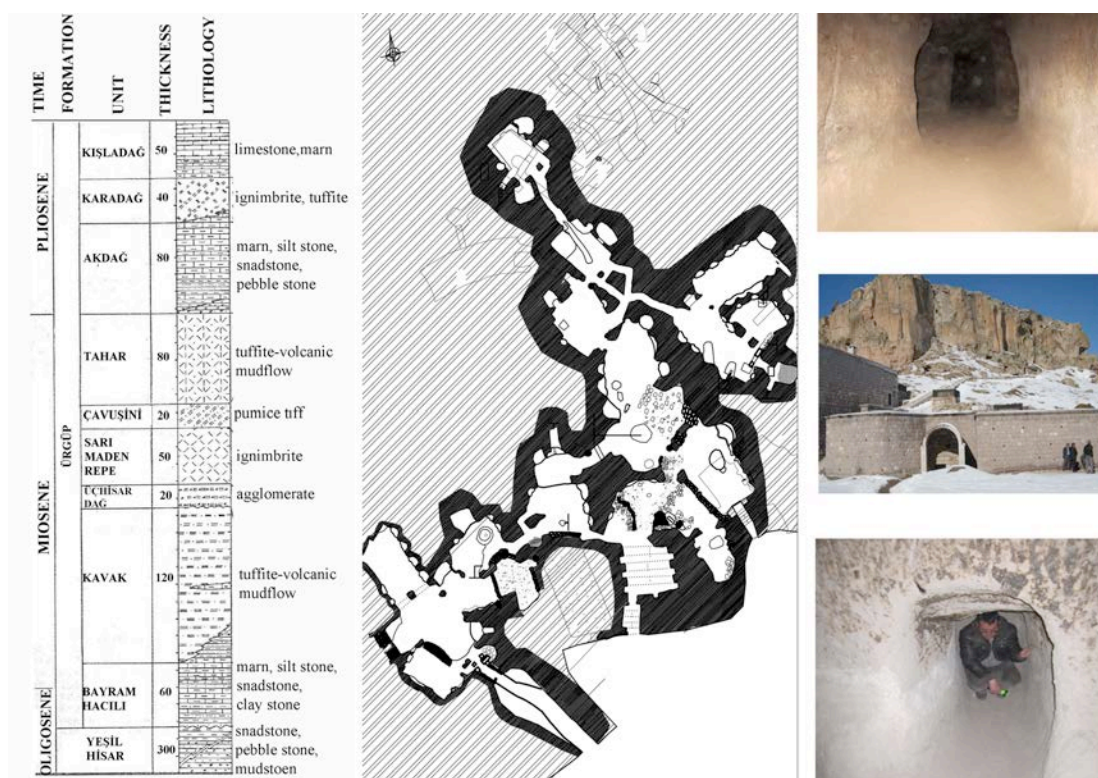 TIME
FORMATION
UNIT
THICKNESS
LITHOLOGY
PLIOSENE
MIOSENE
OLIGOSENE
ÜRGÜP
KIŞLADAĞ 50 limestone,marn
KARADAĞ 40 ignimbrite, tuffite
AKDAĞ 80 marn, silt stone,
snadstone,
pebble stone
TAHAR 80 tuffite-volcanic
mudflow
ÇAVUŞİNİ 20 pumice tıff
SARI
MADEN
REPE
50 ignimbrite
ÜÇHİSAR
DAĞ
20 agglomerate
KAVAK 120 tuffite-volcanic
mudflow
BAYRAM
HACILI
60 marn, silt stone,
snadstone,
clay stone
YEŞİL
HİSAR
300 snadstone,
pebble stone,
mudstoen